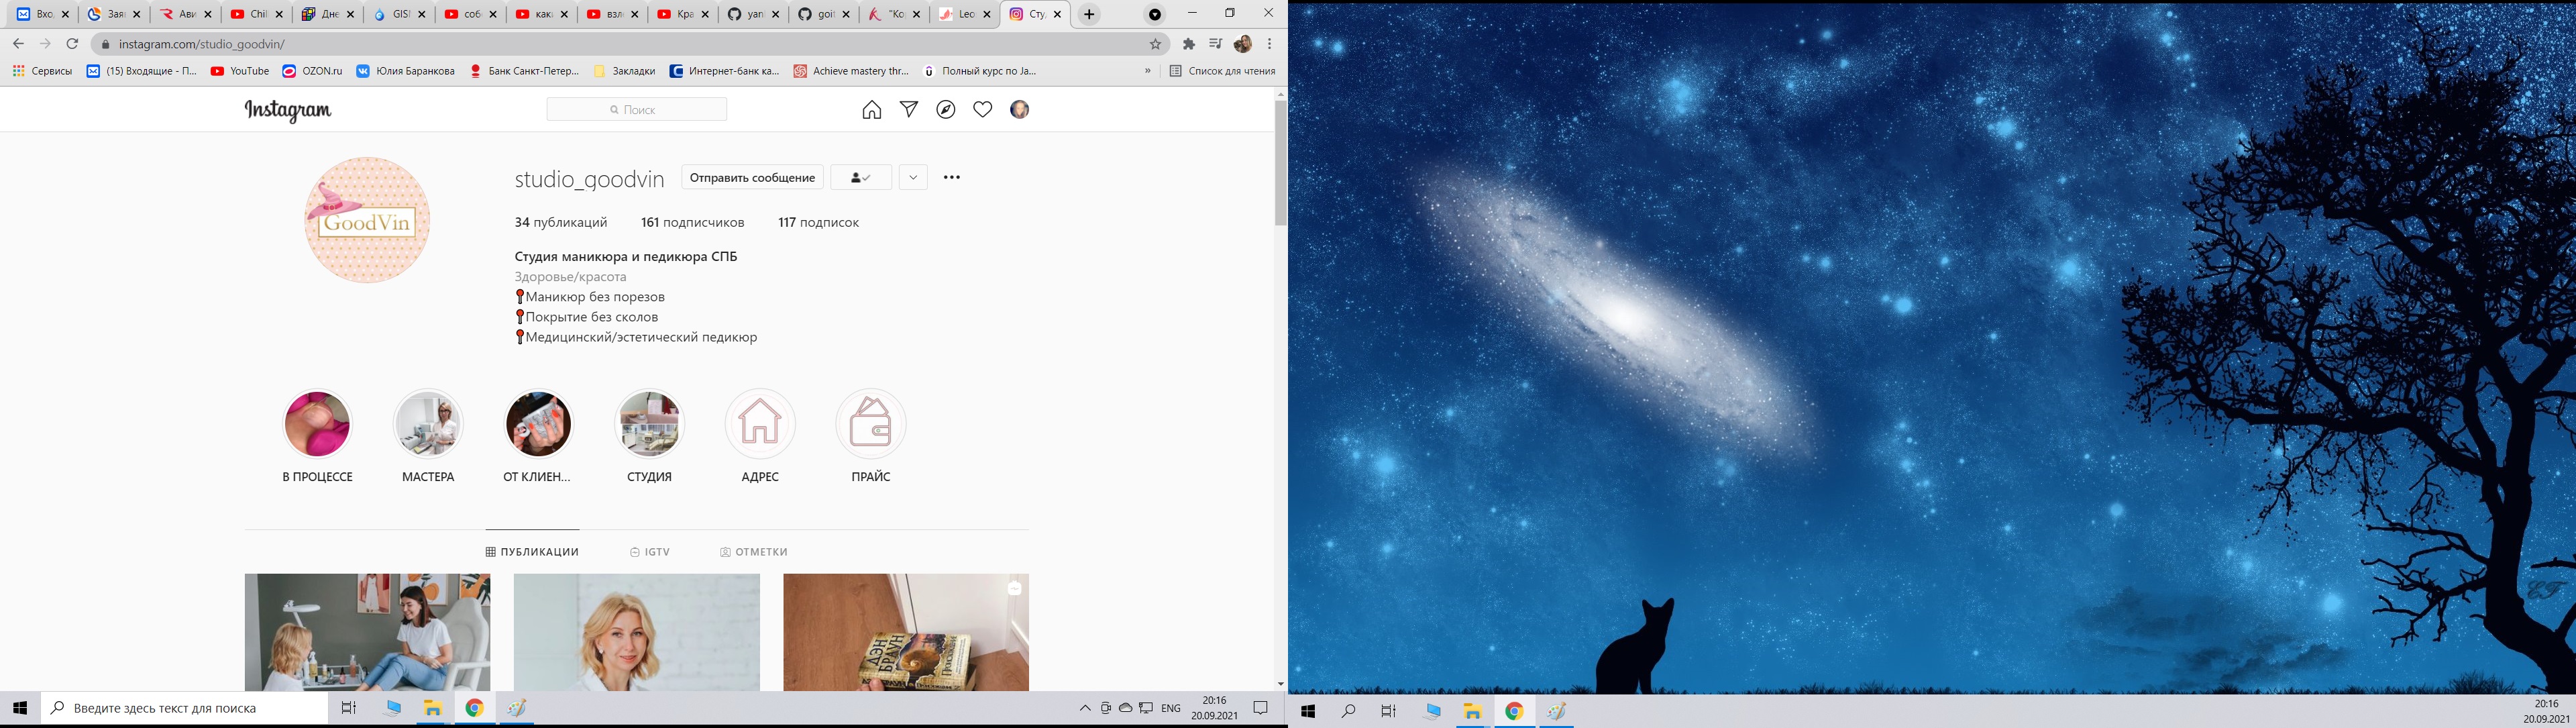 Вхо
Зая
Ави
Chil
Дне
GIS
соб
как
взл
Кра
yanl
goit
"Ко
Leo
Сту
instagram.com/studio_goodvin/
Сервисы
(15) Входящие - П...
YouTube
OZON.ru
Юлия Баранкова
Банк Санкт-Петер...
Закладки
Интернет-банк ка...
Achieve mastery thr...
Полный курс по Ja...
»
Список для чтения
Instagram
Поиск
GoodVin
studio_goodvin
Отправить сообщение
34 публикаций 161 подписчиков 117 подписок
Студия маникюра и педикюра СПБ
Здоровье/красота
Маникюр без порезов
Покрытие без сколов
Медицинский/эстетический педикюр
В ПРОЦЕССЕ
МАСТЕРА
ОТ КЛИЕН...
СТУДИЯ
АДРЕС
ПРАЙС
ПУБЛИКАЦИИ
IGTV
ОТМЕТКИ
ДЭН
БРАУН
Введите здесь текст для поиска
ENG
20:16
20.09.2021
20:16
20.09.2021